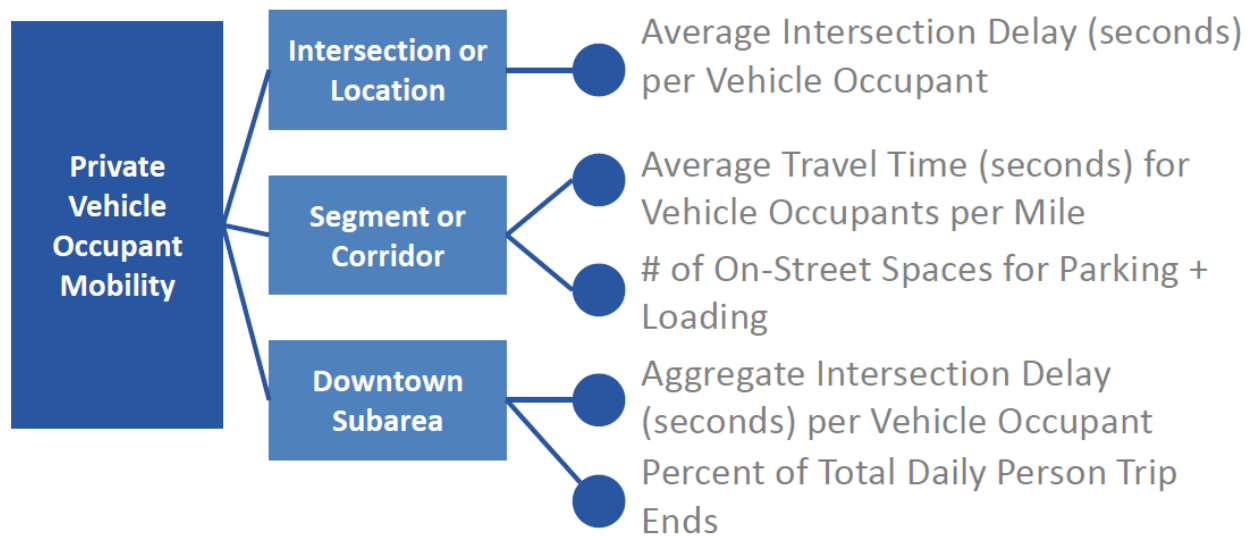 Private
Vehicle
Occupant
Mobility
Intersection or
Location
Average Intersection Delay (seconds)
per Vehicle Occupant
Segment or
Corridor
Average Travel Time (seconds) for
Vehicle Occupants per Mile
# of On-Street Spaces for Parking +
Loading
Downtown
Subarea
Aggregate Intersection Delay
(seconds) per Vehicle Occupant
Percent of Total Daily Person Trip
Ends